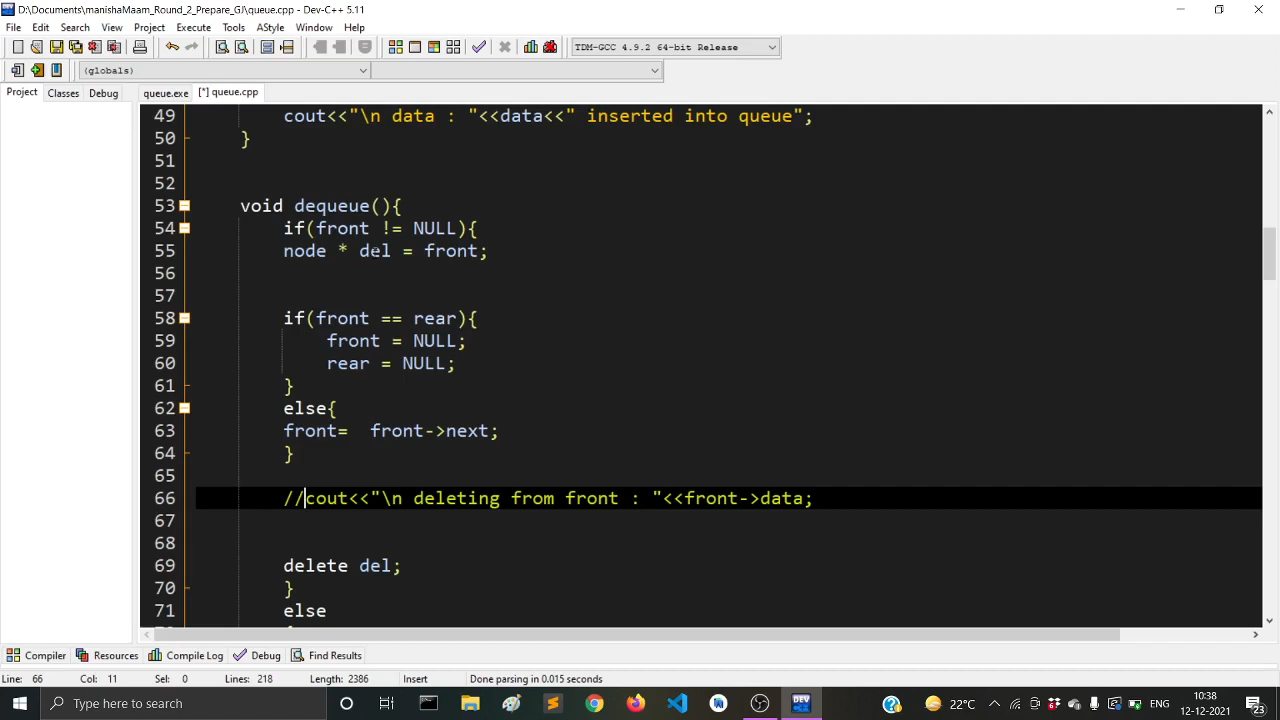 D:\Documents\manishaMaam_Round_2_Prepare_GJ\queue.cpp - Dev-C++ 5.11
File Edit Search View Project Execute Tools AStyle Window Help
TDM-GCC 4.9.2 64-bit Release
(globals)
Project Classes Debug queue.exe [*] queue.cpp
49 cout<<"\n data : "<<data<<" inserted into queue";
50 }
51
52
53 void dequeue(){
54 if(front != NULL){
55 node * del = front;
56
57
58 if(front == rear){
59 front = NULL;
60 rear = NULL;
61 }
62 else{
63 front= front->next;
64 }
65
66 //cout<<"\n deleting from front : "<<front->data;
67
68
69 delete del;
70 }
71 else
Compiler Resources Compile Log Debug Find Results
Line: 66 Col: 11 Sel: 0 Lines: 218 Length: 2386 Insert Done parsing in 0.015 seconds
Type here to search
22°C ENG 10:38
12-12-2021
23